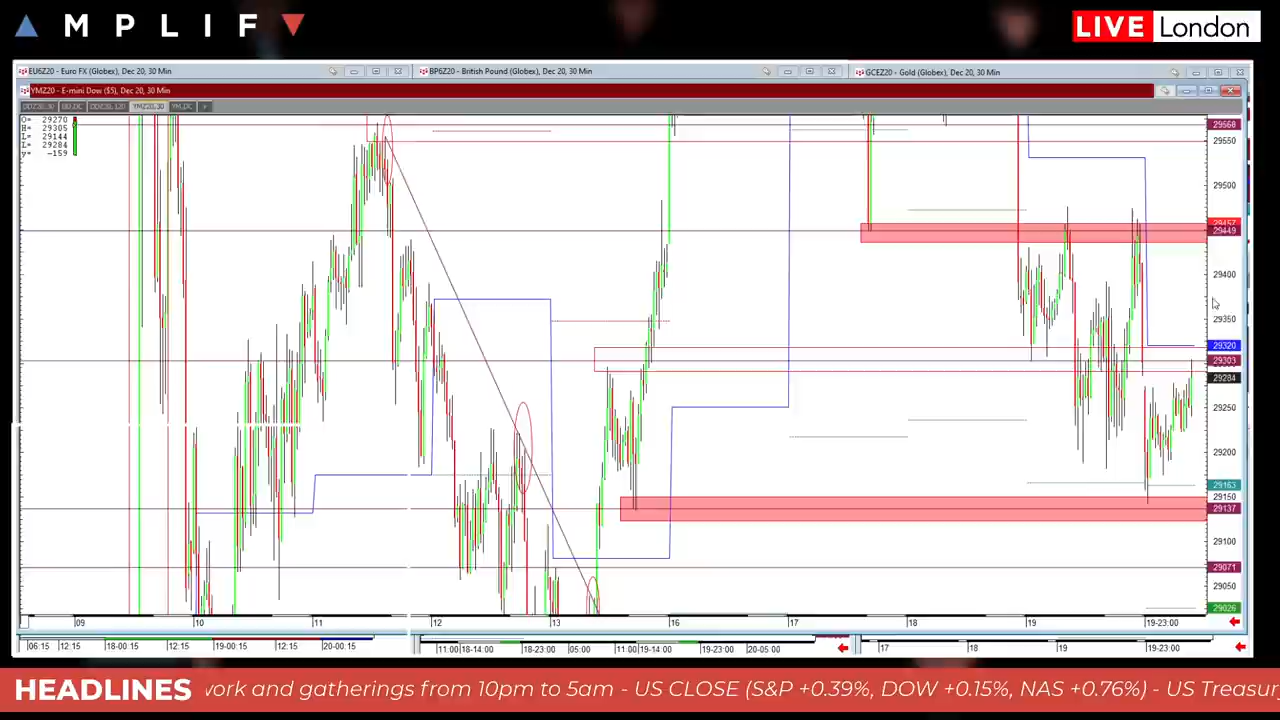 MPLIF
LIVE London
EU6Z20 - Euro FX (Globex), Dec 20, 30 Min
BP6Z20 - British Pound (Globex), Dec 20, 30 Min
GCEZ20 - Gold (Globex), Dec 20, 30 Min
YMZ20 - E-mini Dow ($5), Dec 20, 30 Min
YMZ20,30
O= 29270
H= 29305
L= 29144
L= 29284
y= -159
29568
29550
29500
29457
29449
29400
29350
29320
29303
29284
29250
29200
29163
29150
29137
29100
29071
29050
29026
09 10 11 12 13 16 17 18 19 19-23:00
06:15 12:15 18-00:15 12:15 19-00:15 12:15 20-00:15
11:00 18-14:00 18-23:00 05:00 11:00 19-14:00 19-23:00 20-05:00
17 18 19 19-23:00
HEADLINES work and gatherings from 10pm to 5am - US CLOSE (S&P +0.39%, DOW +0.15%, NAS +0.76%) - US Treasur